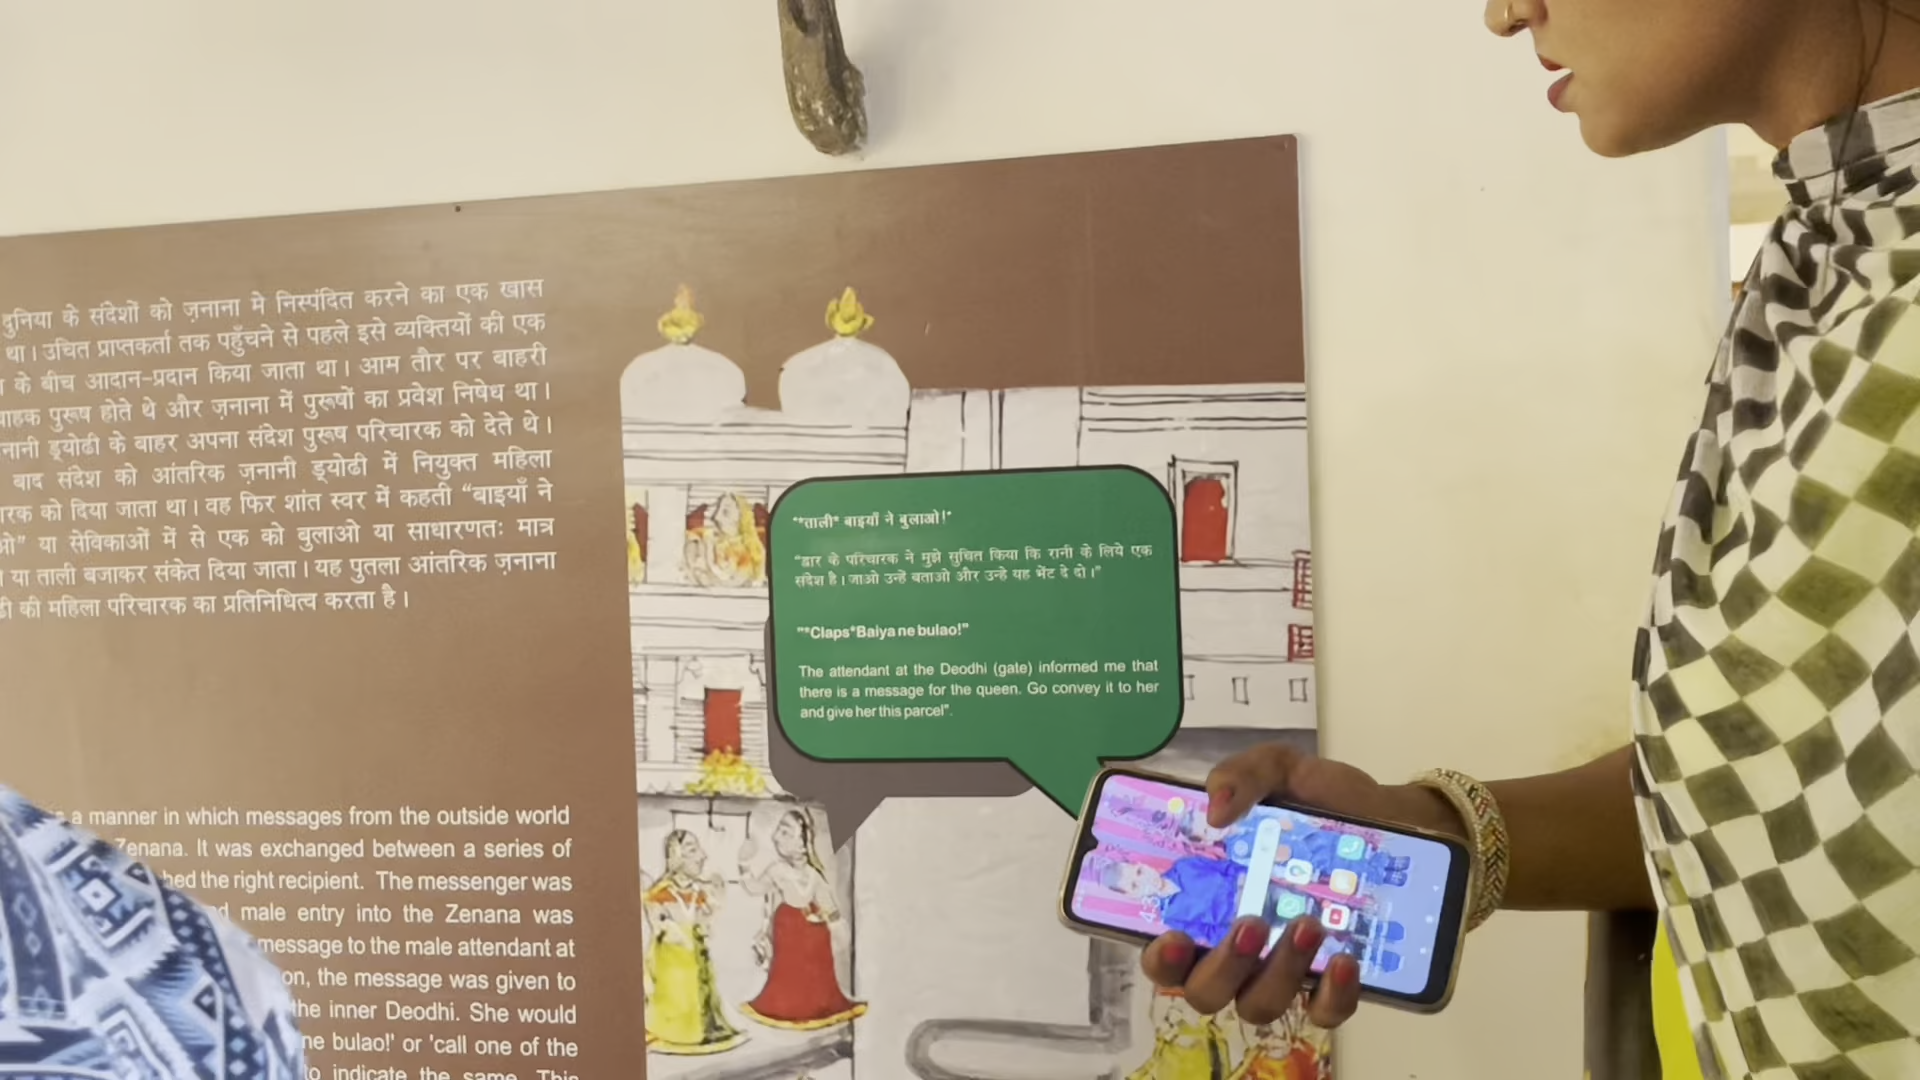 दुनिया के संदेशों को ज़नाना मे निस्पंदित करने का एक खास
था। उचित प्राप्तकर्ता तक पहुँचने से पहले इसे व्यक्तियों की एक
के बीच आदान-प्रदान किया जाता था। आम तौर पर बाहरी
पुरूष होते थे और ज़नाना में पुरूषों का प्रवेश निषेध था।
ड्योढी के बाहर अपना संदेश पुरूष परिचारक को देते थे।
बाद संदेश को आंतरिक ज़नानी ड्योढी में नियुक्त महिला
को दिया जाता था। वह फिर शांत स्वर में कहती “बाइयाँ ने
या सेविकाओं में से एक को बुलाओ या साधारणतः मात्र
या ताली बजाकर संकेत दिया जाता। यह पुतला आंतरिक ज़नाना
की महिला परिचारक का प्रतिनिधित्व करता है।
a manner in which messages from the outside world
Zenana. It was exchanged between a series of
the right recipient. The messenger was
male entry into the Zenana was
message to the male attendant at
on, the message was given to
the inner Deodhi. She would
ne bulao!' or 'call one of the
to indicate the same. This
"*ताली* बाइयाँ ने बुलाओ!"
"द्वार के परिचारक ने मुझे सुचित किया कि रानी के लिये एक
संदेश है। जाओ उन्हें बताओ और उन्हे यह भेंट दे दो।"
"*Claps*Baiya ne bulao!"
The attendant at the Deodhi (gate) informed me that
there is a message for the queen. Go convey it to her
and give her this parcel".